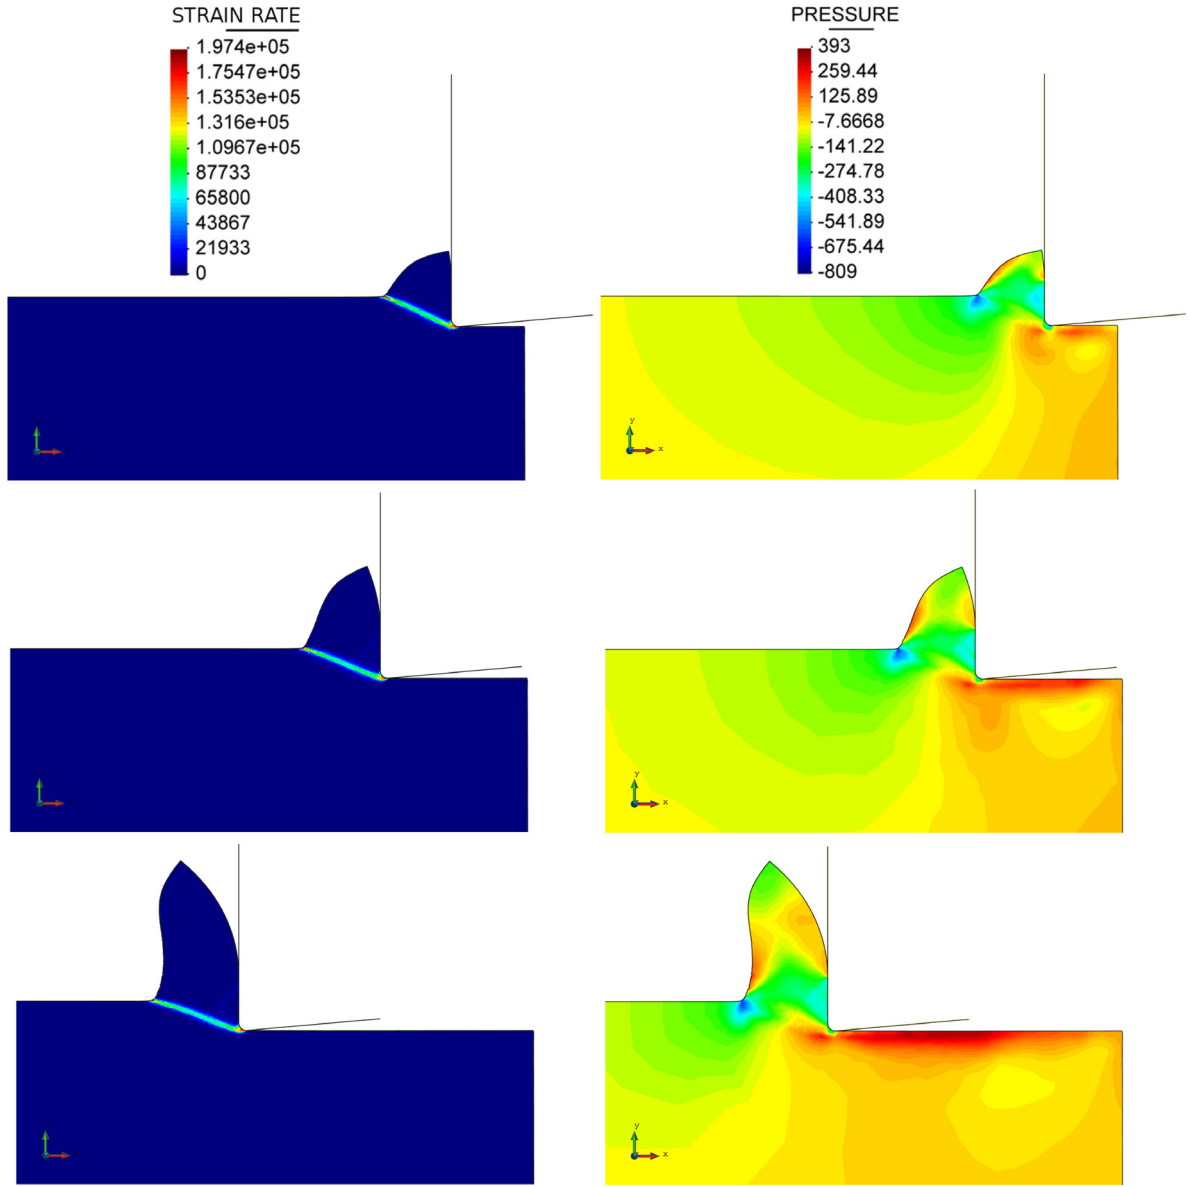 STRAIN RATE
1.974e+05
1.7547e+05
1.5353e+05
1.316e+05
1.0967e+05
87733
65800
43867
21933
0
PRESSURE
393
259.44
125.89
-7.6668
-141.22
-274.78
-408.33
-541.89
-675.44
-809
y
x
y
x
y
x